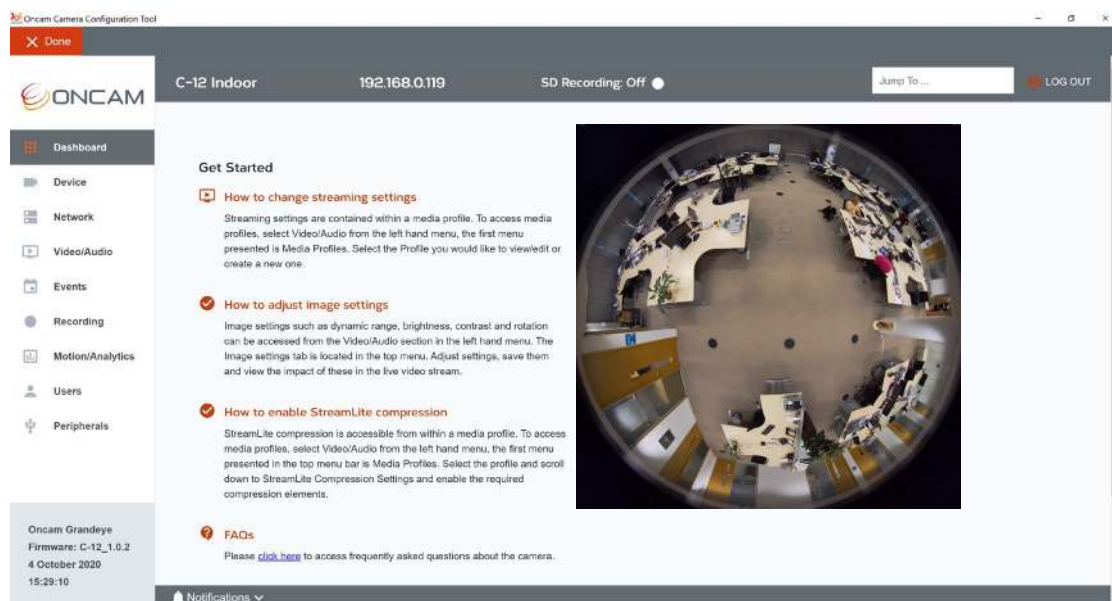 Oncam Camera Configuration Tool
Done
ONCAM
C-12 Indoor 192.168.0.119 SD Recording: Off Jump To ... LOG OUT
Dashboard
Device
Network
Video/Audio
Events
Recording
Motion/Analytics
Users
Peripherals
Oncam Grandeye
Firmware: C-12_1.0.2
4 October 2020
15:29:10
Get Started
How to change streaming settings
Streaming settings are contained within a media profile. To access media
profiles, select Video/Audio from the left hand menu, the first menu
presented is Media Profiles. Select the Profile you would like to view/edit or
create a new one.
How to adjust image settings
Image settings such as dynamic range, brightness, contrast and rotation
can be accessed from the Video/Audio section in the left hand menu. The
Image settings tab is located in the top menu. Adjust settings, save them
and view the impact of these in the live video stream.
How to enable StreamLite compression
StreamLite compression is accessible from within a media profile. To access
media profiles, select Video/Audio from the left hand menu, the first menu
presented in the top menu bar is Media Profiles. Select the profile and scroll
down to StreamLite Compression Settings and enable the required
compression elements.
FAQs
Please click here to access frequently asked questions about the camera.
Notifications